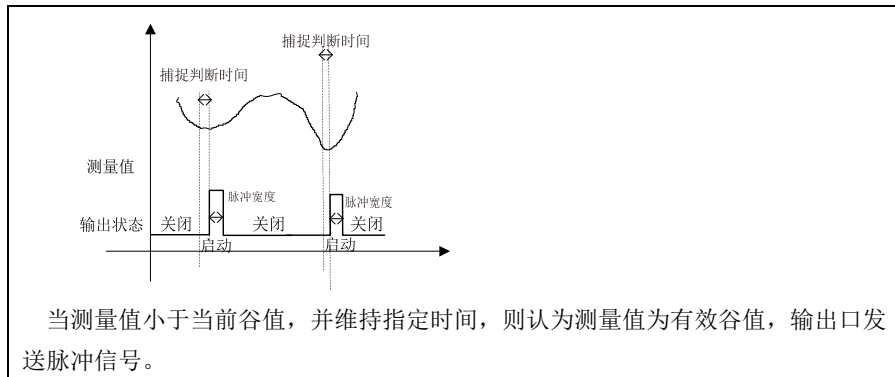 捕捉判断时间
捕捉判断时间
测量值
脉冲宽度
脉冲宽度
输出状态 关闭 关闭 关闭
启动 启动
当测量值小于当前谷值，并维持指定时间，则认为测量值为有效谷值，输出口发
送脉冲信号。